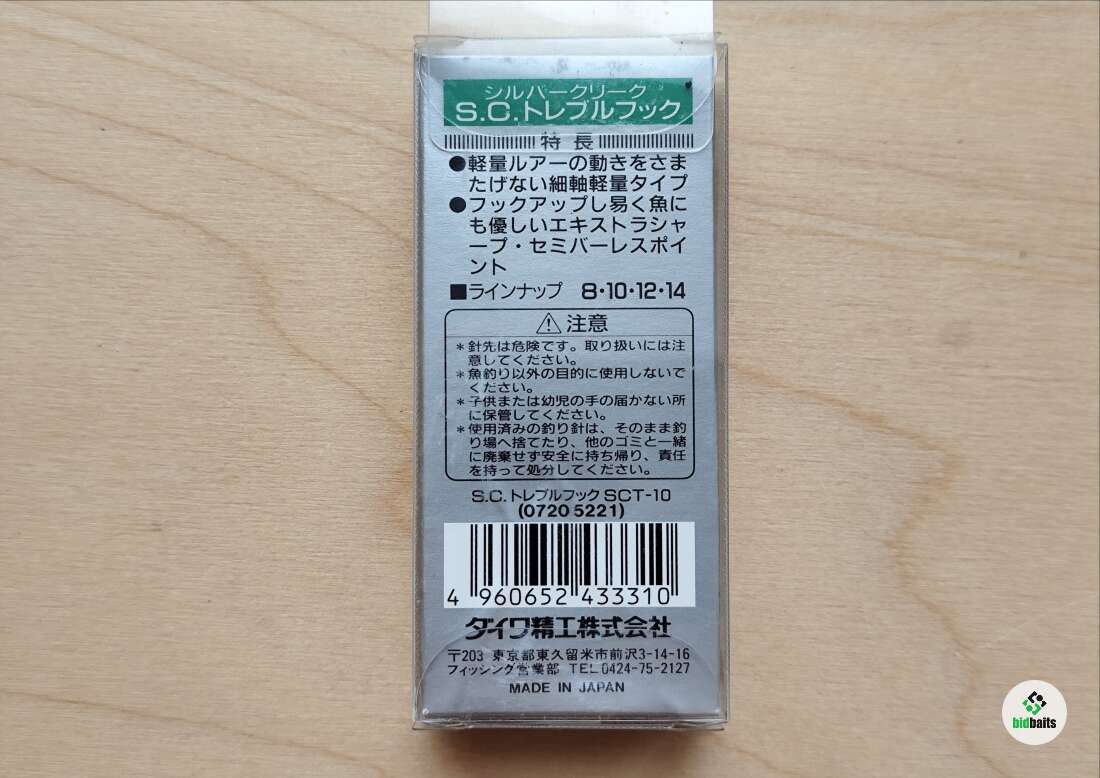 シルバークリーク
S.C.トレブルフック
特長
●軽量ルアーの動きをさま
たげない細軸軽量タイプ
●フックアップし易く魚に
も優しいエキストラシャ
ープ・セミバーレスポイ
ント
■ラインナップ 8・10・12・14
⚠注意
*針先は危険です。取り扱いには注
意してください。
*魚釣り以外の目的に使用しないで
ください。
*子供または幼児の手の届かない所
に保管してください。
*使用済みの釣り針は、そのまま釣
り場へ捨てたり、他のゴミと一緒
に廃棄せず安全に持ち帰り、責任
を持って処分してください。
S.C.トレブルフック SCT-10
(0720 5221)
4 960652 433310
ダイワ精工株式会社
〒203 東京都東久留米市前沢3-14-16
フィッシング営業部 TEL 0424-75-2127
MADE IN JAPAN
bidbaits